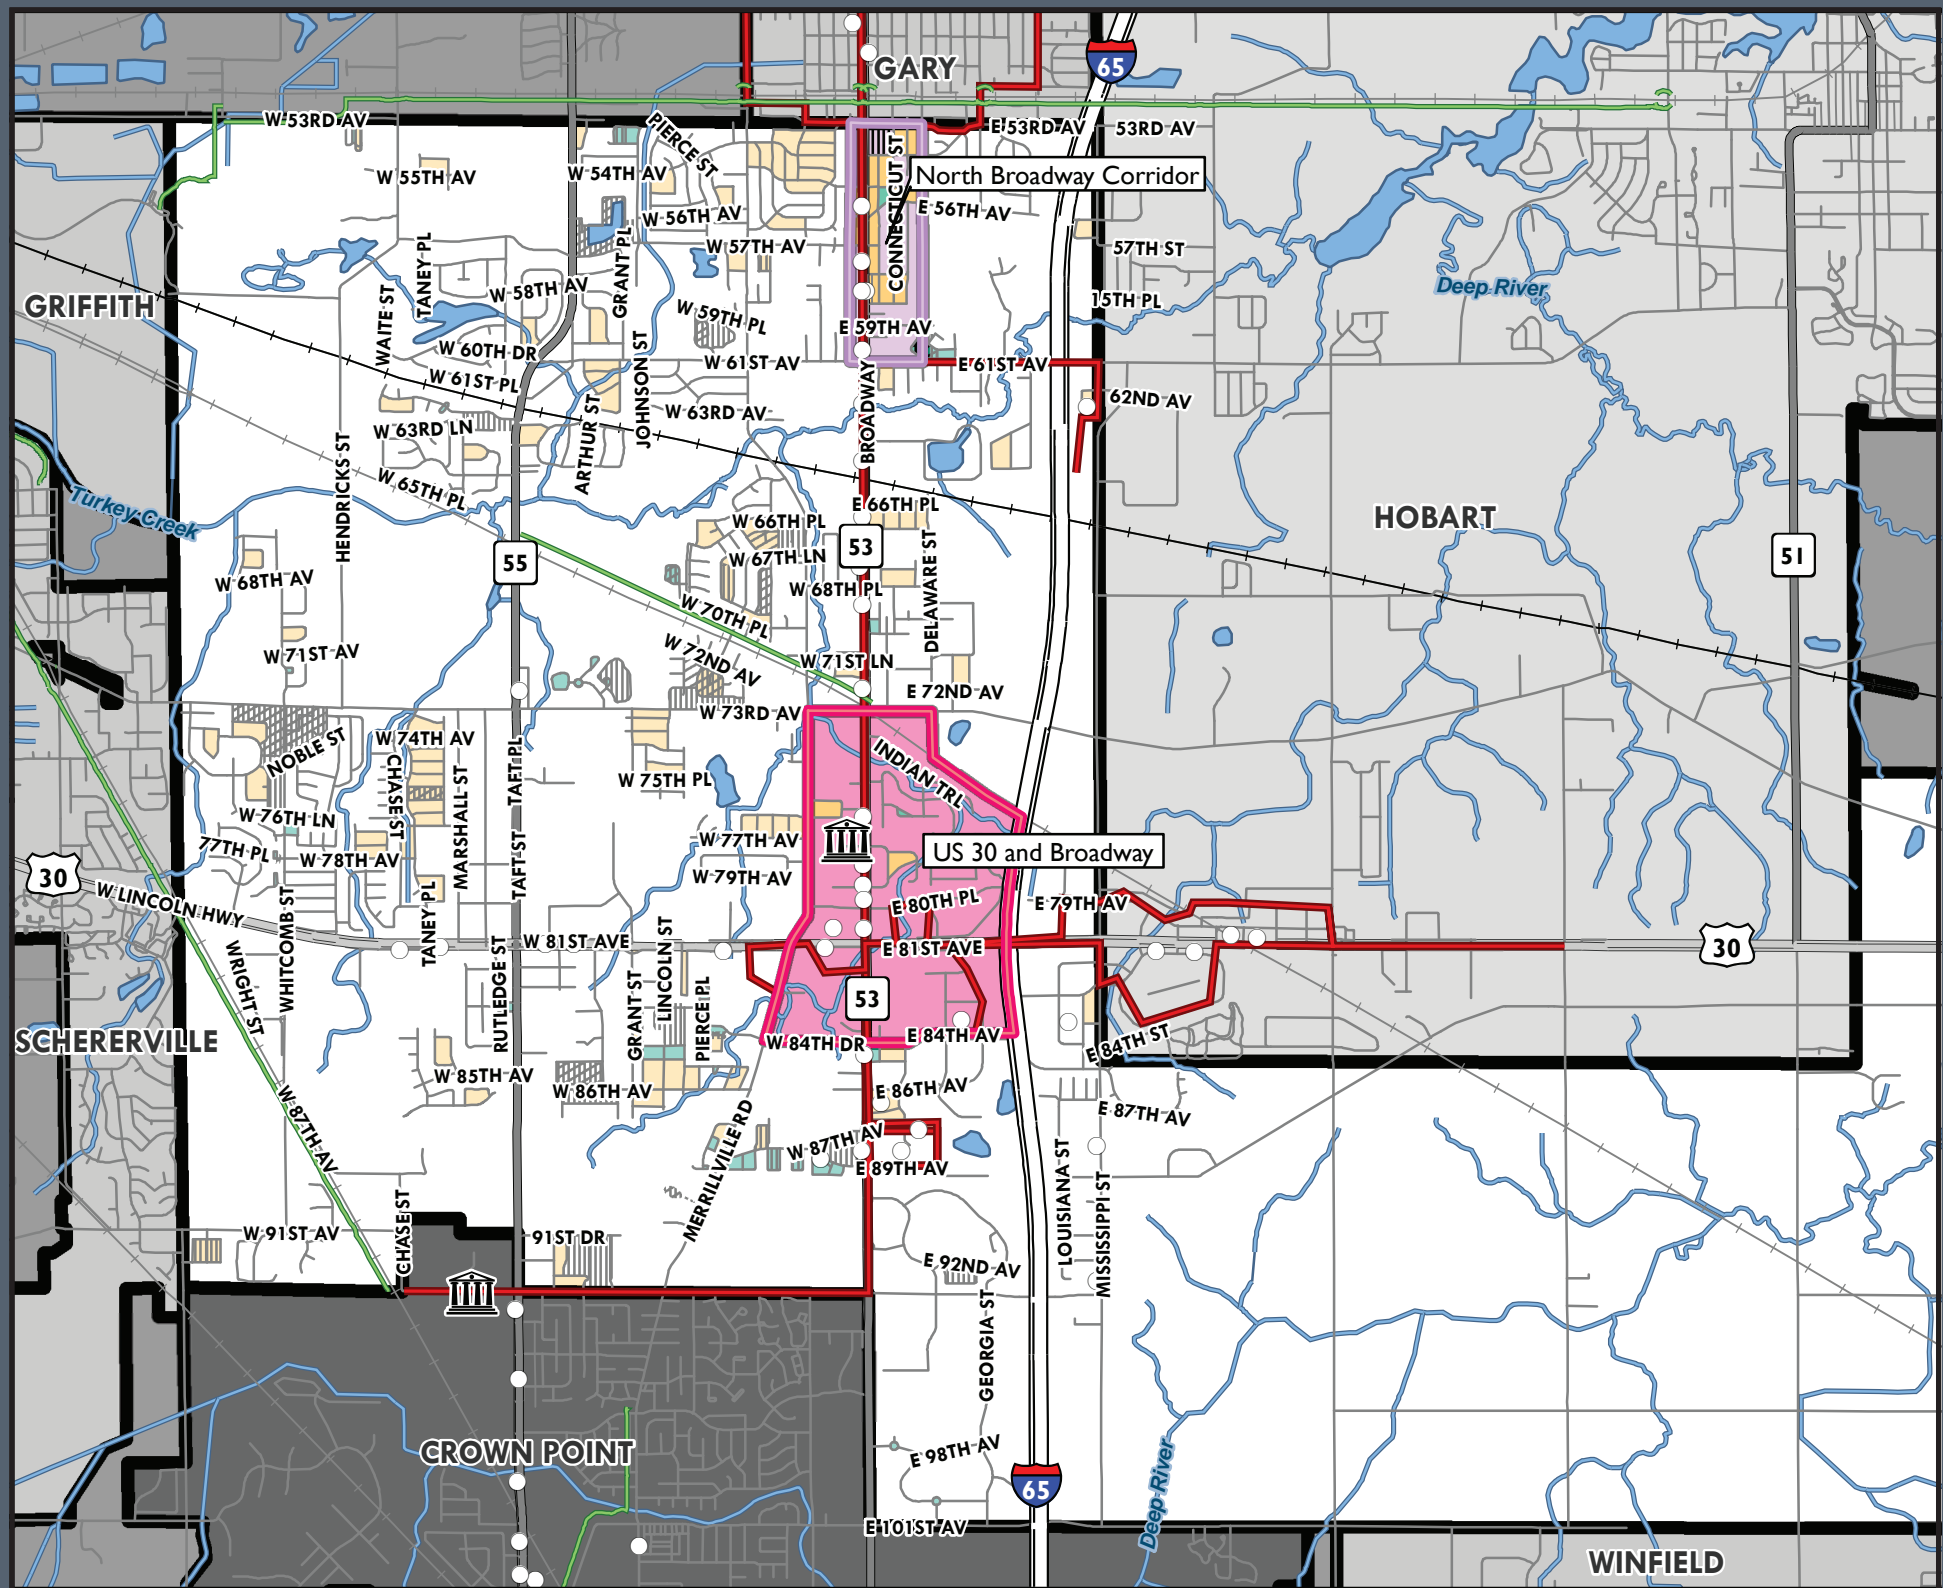 GARY
65
W 53RD AV
PIERCE ST
E 53RD AV
53RD AV
W 55TH AV
W 54TH AV
CONNECTICUT ST
North Broadway Corridor
W 56TH AV
E 56TH AV
W 57TH AV
57TH ST
TANEY PL
GRANT PL
Deep River
W 58TH AV
15TH PL
GRIFFITH
WAITE ST
W 59TH PL
E 59TH AV
W 60TH DR
W 61ST AV
E 61ST AV
W 61ST PL
JOHNSON ST
BROADWAY
62ND AV
W 63RD AV
W 63RD LN
ARTHUR ST
HENDRICKS ST
W 65TH PL
E 66TH PL
Turkey Creek
W 66TH PL
HOBART
53
W 67TH LN
55
51
W 68TH AV
W 68TH PL
DELAWARE ST
W 70TH PL
W 71ST AV
W 72ND AV
W 71ST LN
E 72ND AV
W 73RD AV
NOBLE ST
W 74TH AV
INDIAN TRL
CHASE ST
MARSHALL ST
TAFT PL
W 75TH PL
W 76TH LN
77TH PL
W 77TH AV
US 30 and Broadway
W 78TH AV
TAFT ST
30
W 79TH AV
W LINCOLN HWY
E 80TH PL
E 79TH AV
WHITCOMB ST
TANEY PL
W 81ST AVE
E 81ST AVE
30
WRIGHT ST
RUTLEDGE ST
GRANT ST
LINCOLN ST
PIERCE PL
53
SCHERERVILLE
W 84TH DR
E 84TH AV
E 84TH ST
W 85TH AV
W 86TH AV
E 86TH AV
W 87TH AV
E 87TH AV
MERRILLVILLE RD
W 87TH AV
E 89TH AV
LOUISIANA ST
MISSISSIPPI ST
CHASE ST
W 91ST AV
91ST DR
E 92ND AV
GEORGIA ST
CROWN POINT
E 98TH AV
65
Deep River
E 101ST AV
WINFIELD